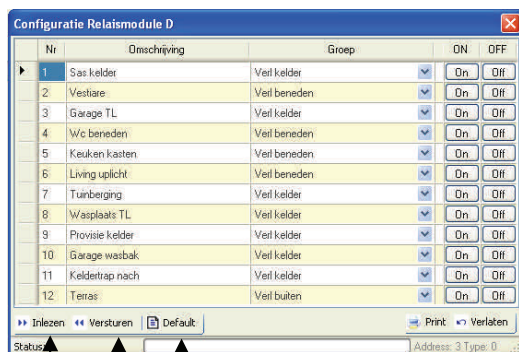 Configuratie Relaismodule D
Nr Omschrijving Groep ON OFF
1 Sas kelder Verl kelder On Off
2 Vestiare Verl beneden On Off
3 Garage TL Verl kelder On Off
4 Wc beneden Verl beneden On Off
5 Keuken kasten Verl beneden On Off
6 Living uplicht Verl beneden On Off
7 Tuinberging Verl kelder On Off
8 Wasplaats TL Verl kelder On Off
9 Provisie kelder Verl kelder On Off
10 Garage wasbak Verl kelder On Off
11 Keldertrap nach Verl kelder On Off
12 Terras Verl buiten On Off
Inlezen Versturen Default Print Verlaten
Status: Address: 3 Type: 0